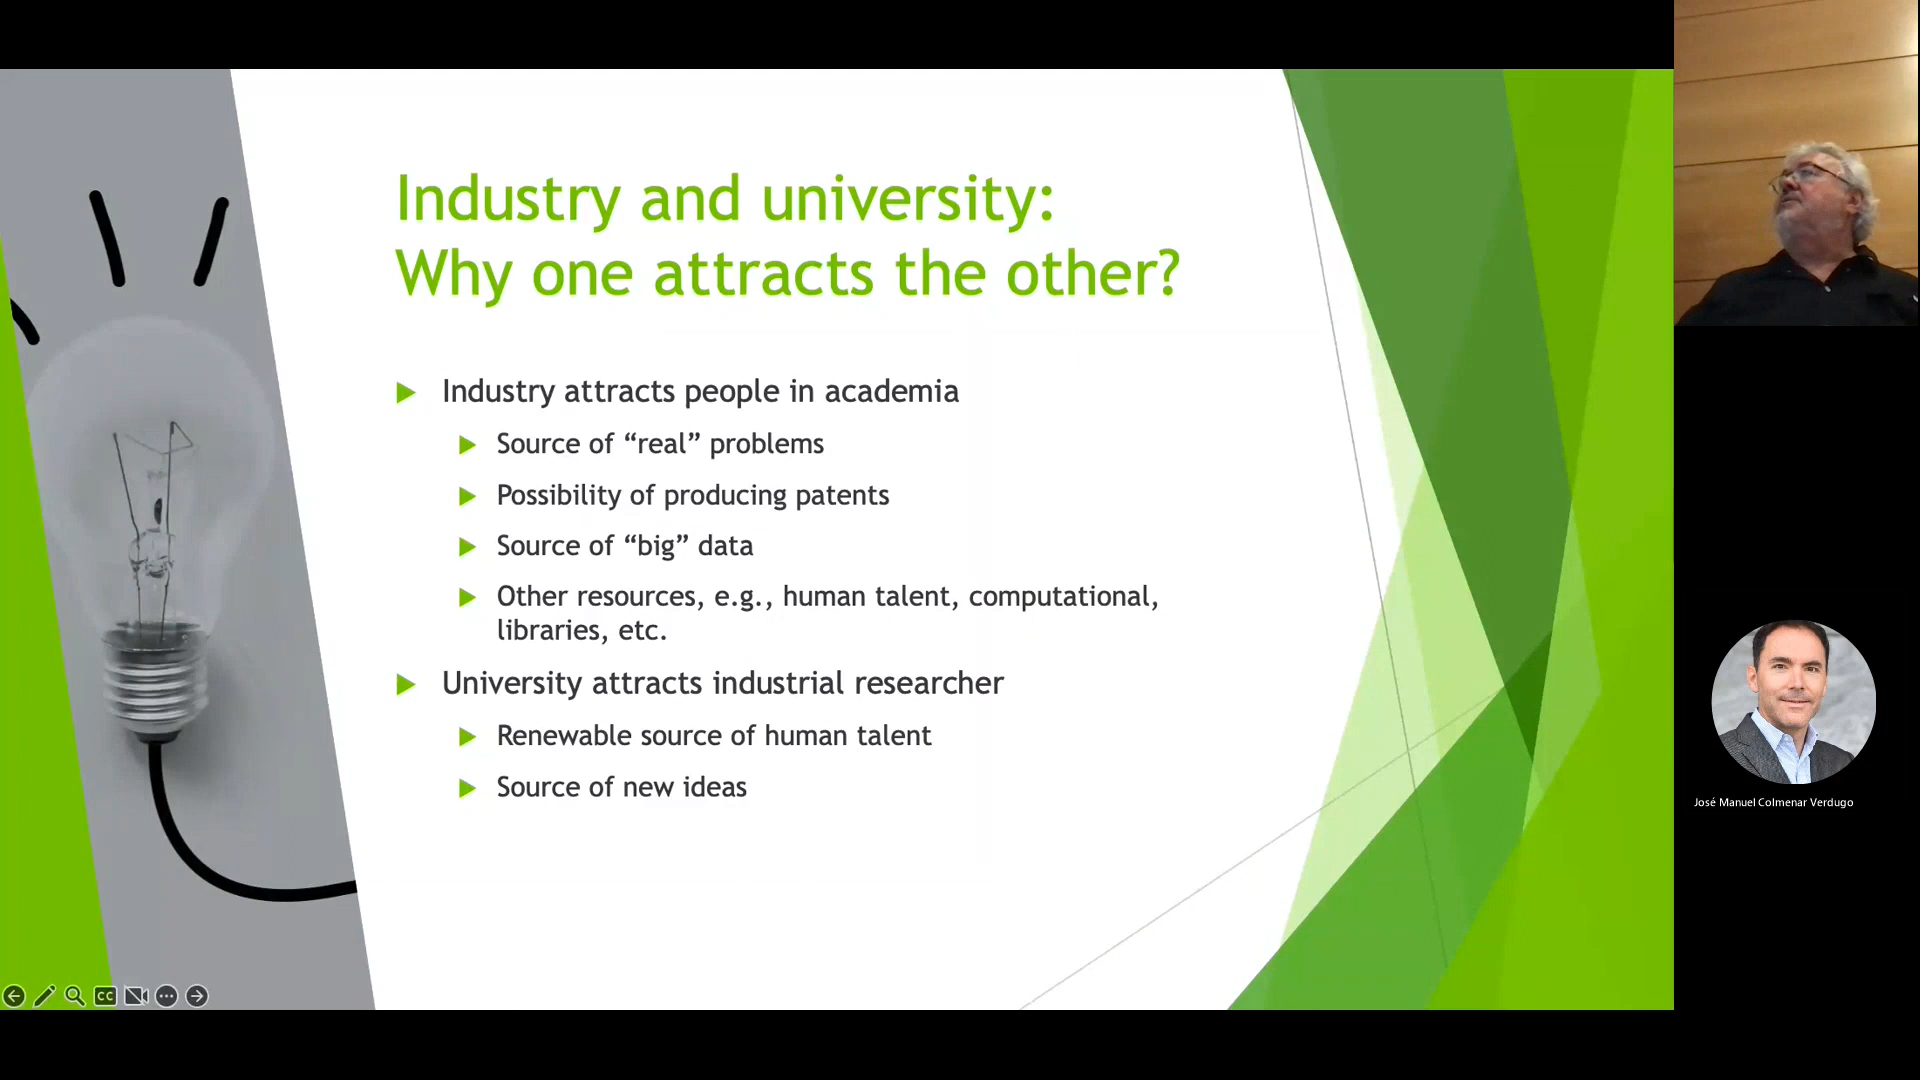 Industry and university:
Why one attracts the other?
Industry attracts people in academia
Source of “real” problems
Possibility of producing patents
Source of “big” data
Other resources, e.g., human talent, computational,
libraries, etc.
University attracts industrial researcher
Renewable source of human talent
Source of new ideas
José Manuel Colmenar Verdugo
CC